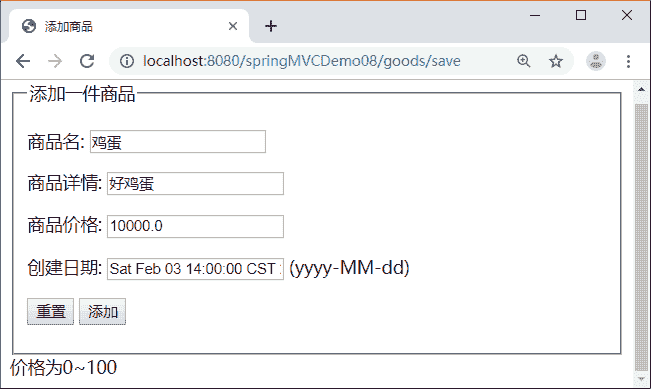 添加商品
localhost:8080/springMVCDemo08/goods/save
添加一件商品
商品名: 鸡蛋
商品详情: 好鸡蛋
商品价格: 10000.0
创建日期: Sat Feb 03 14:00:00 CST (yyyy-MM-dd)
重置 添加
价格为0~100